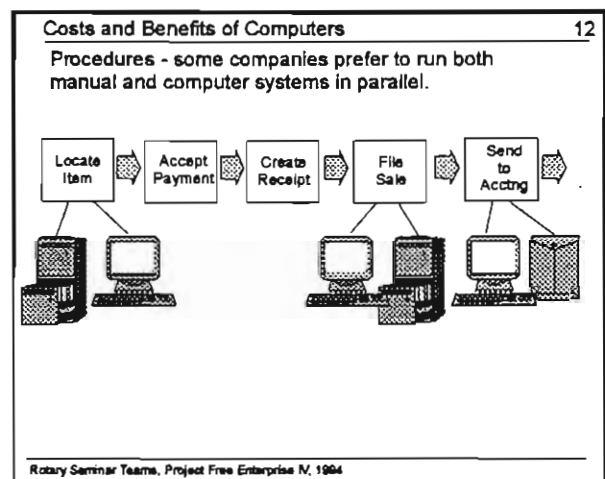 Costs and Benefits of Computers 12
Procedures - some companies prefer to run both
manual and computer systems in parallel.
Locate
Item
Accept
Payment
Create
Receipt
File
Sale
Send
to
Acctng
Rotary Seminar Teams, Project Free Enterprise IV, 1994